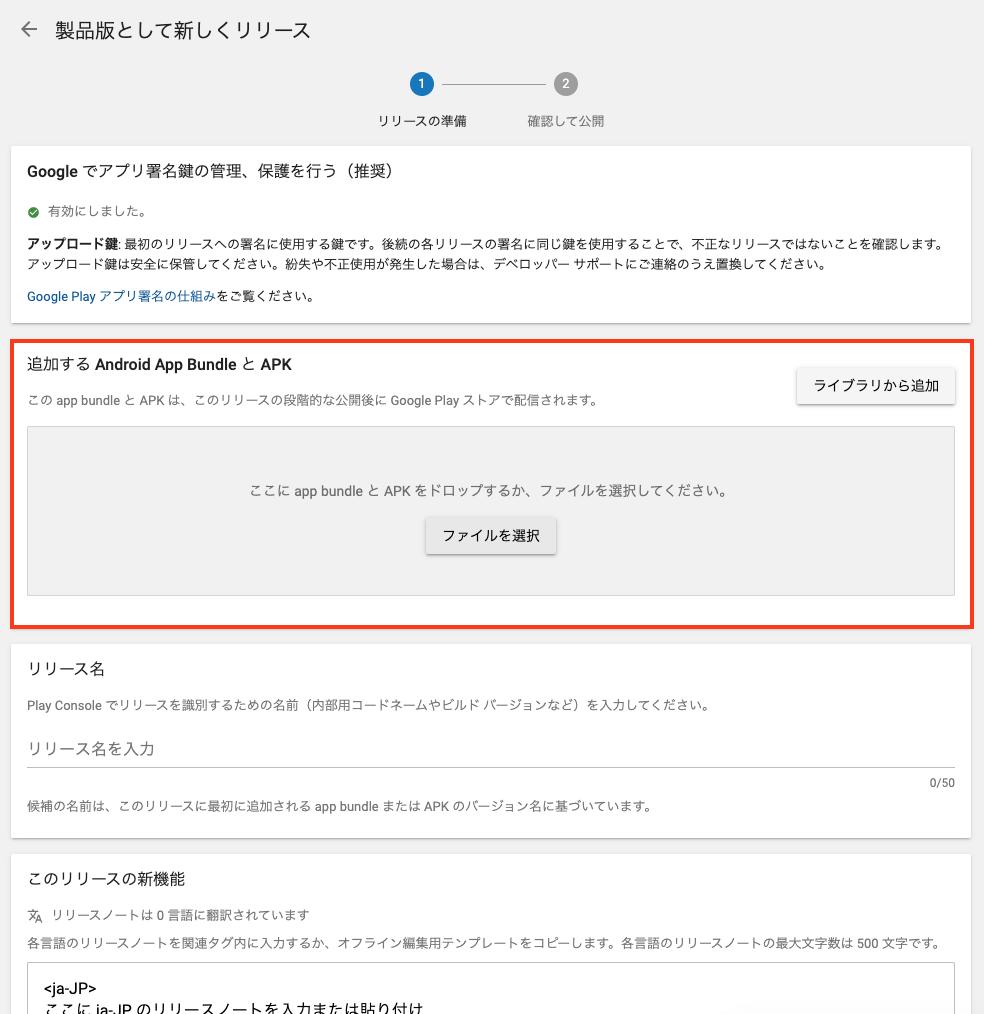 製品版として新しくリリース
1
2
リリースの準備
確認して公開
Google でアプリ署名鍵の管理、保護を行う（推奨）
有効にしました。
アップロード鍵: 最初のリリースへの署名に使用する鍵です。後続の各リリースの署名に同じ鍵を使用することで、不正なリリースではないことを確認します。
アップロード鍵は安全に保管してください。紛失や不正使用が発生した場合は、デベロッパー サポートにご連絡のうえ置換してください。
Google Play アプリ署名の仕組みをご覧ください。
追加する Android App Bundle と APK
ライブラリから追加
この app bundle と APK は、このリリースの段階的な公開後に Google Play ストアで配信されます。
ここに app bundle と APK をドロップするか、ファイルを選択してください。
ファイルを選択
リリース名
Play Console でリリースを識別するための名前（内部用コードネームやビルド バージョンなど）を入力してください。
リリース名を入力
0/50
候補の名前は、このリリースに最初に追加される app bundle または APK のバージョン名に基づいています。
このリリースの新機能
リリースノートは 0 言語に翻訳されています
各言語のリリースノートを関連タグ内に入力するか、オフライン編集用テンプレートをコピーします。各言語のリリースノートの最大文字数は 500 文字です。
<ja-JP>
ここに ja-JP のリリースノートを入力または貼り付け